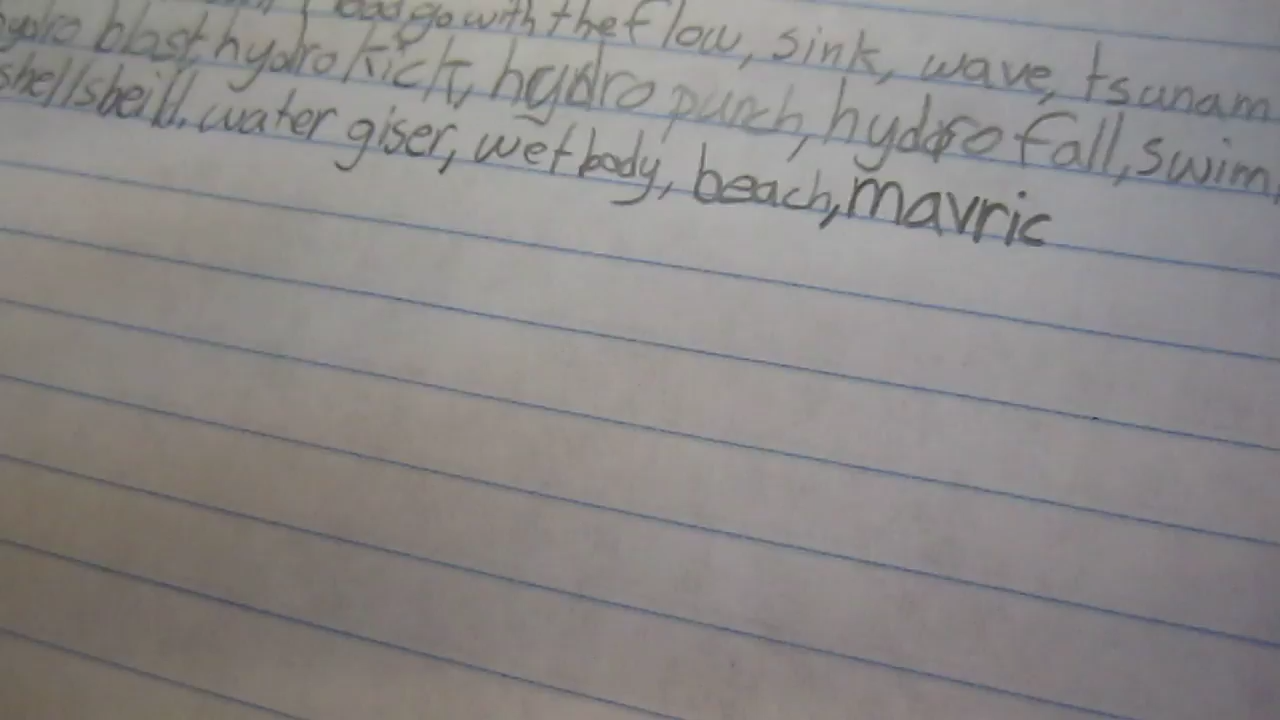 go with the flow, sink, wave, tsunam
hydro blast, hydro kick, hydro punch, hydro fall, swim,
shellsheill, water giser, wet body, beach, mavric